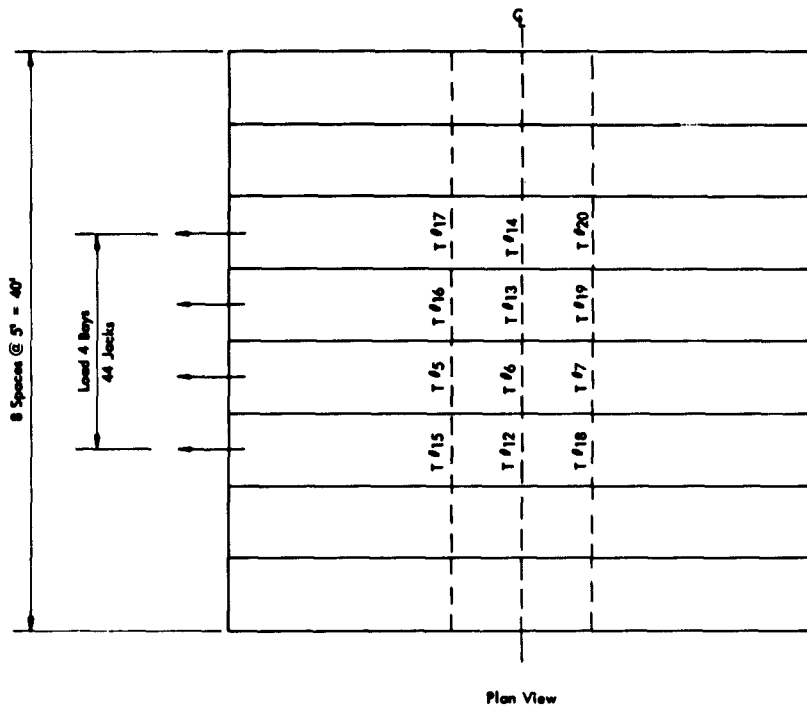 ℄
8 Spaces @ 5' = 40'
Load 4 Bays
44 Jacks
T #17
T #14
T #20
T #16
T #13
T #19
T #5
T #6
T #7
T #15
T #12
T #18
Plan View